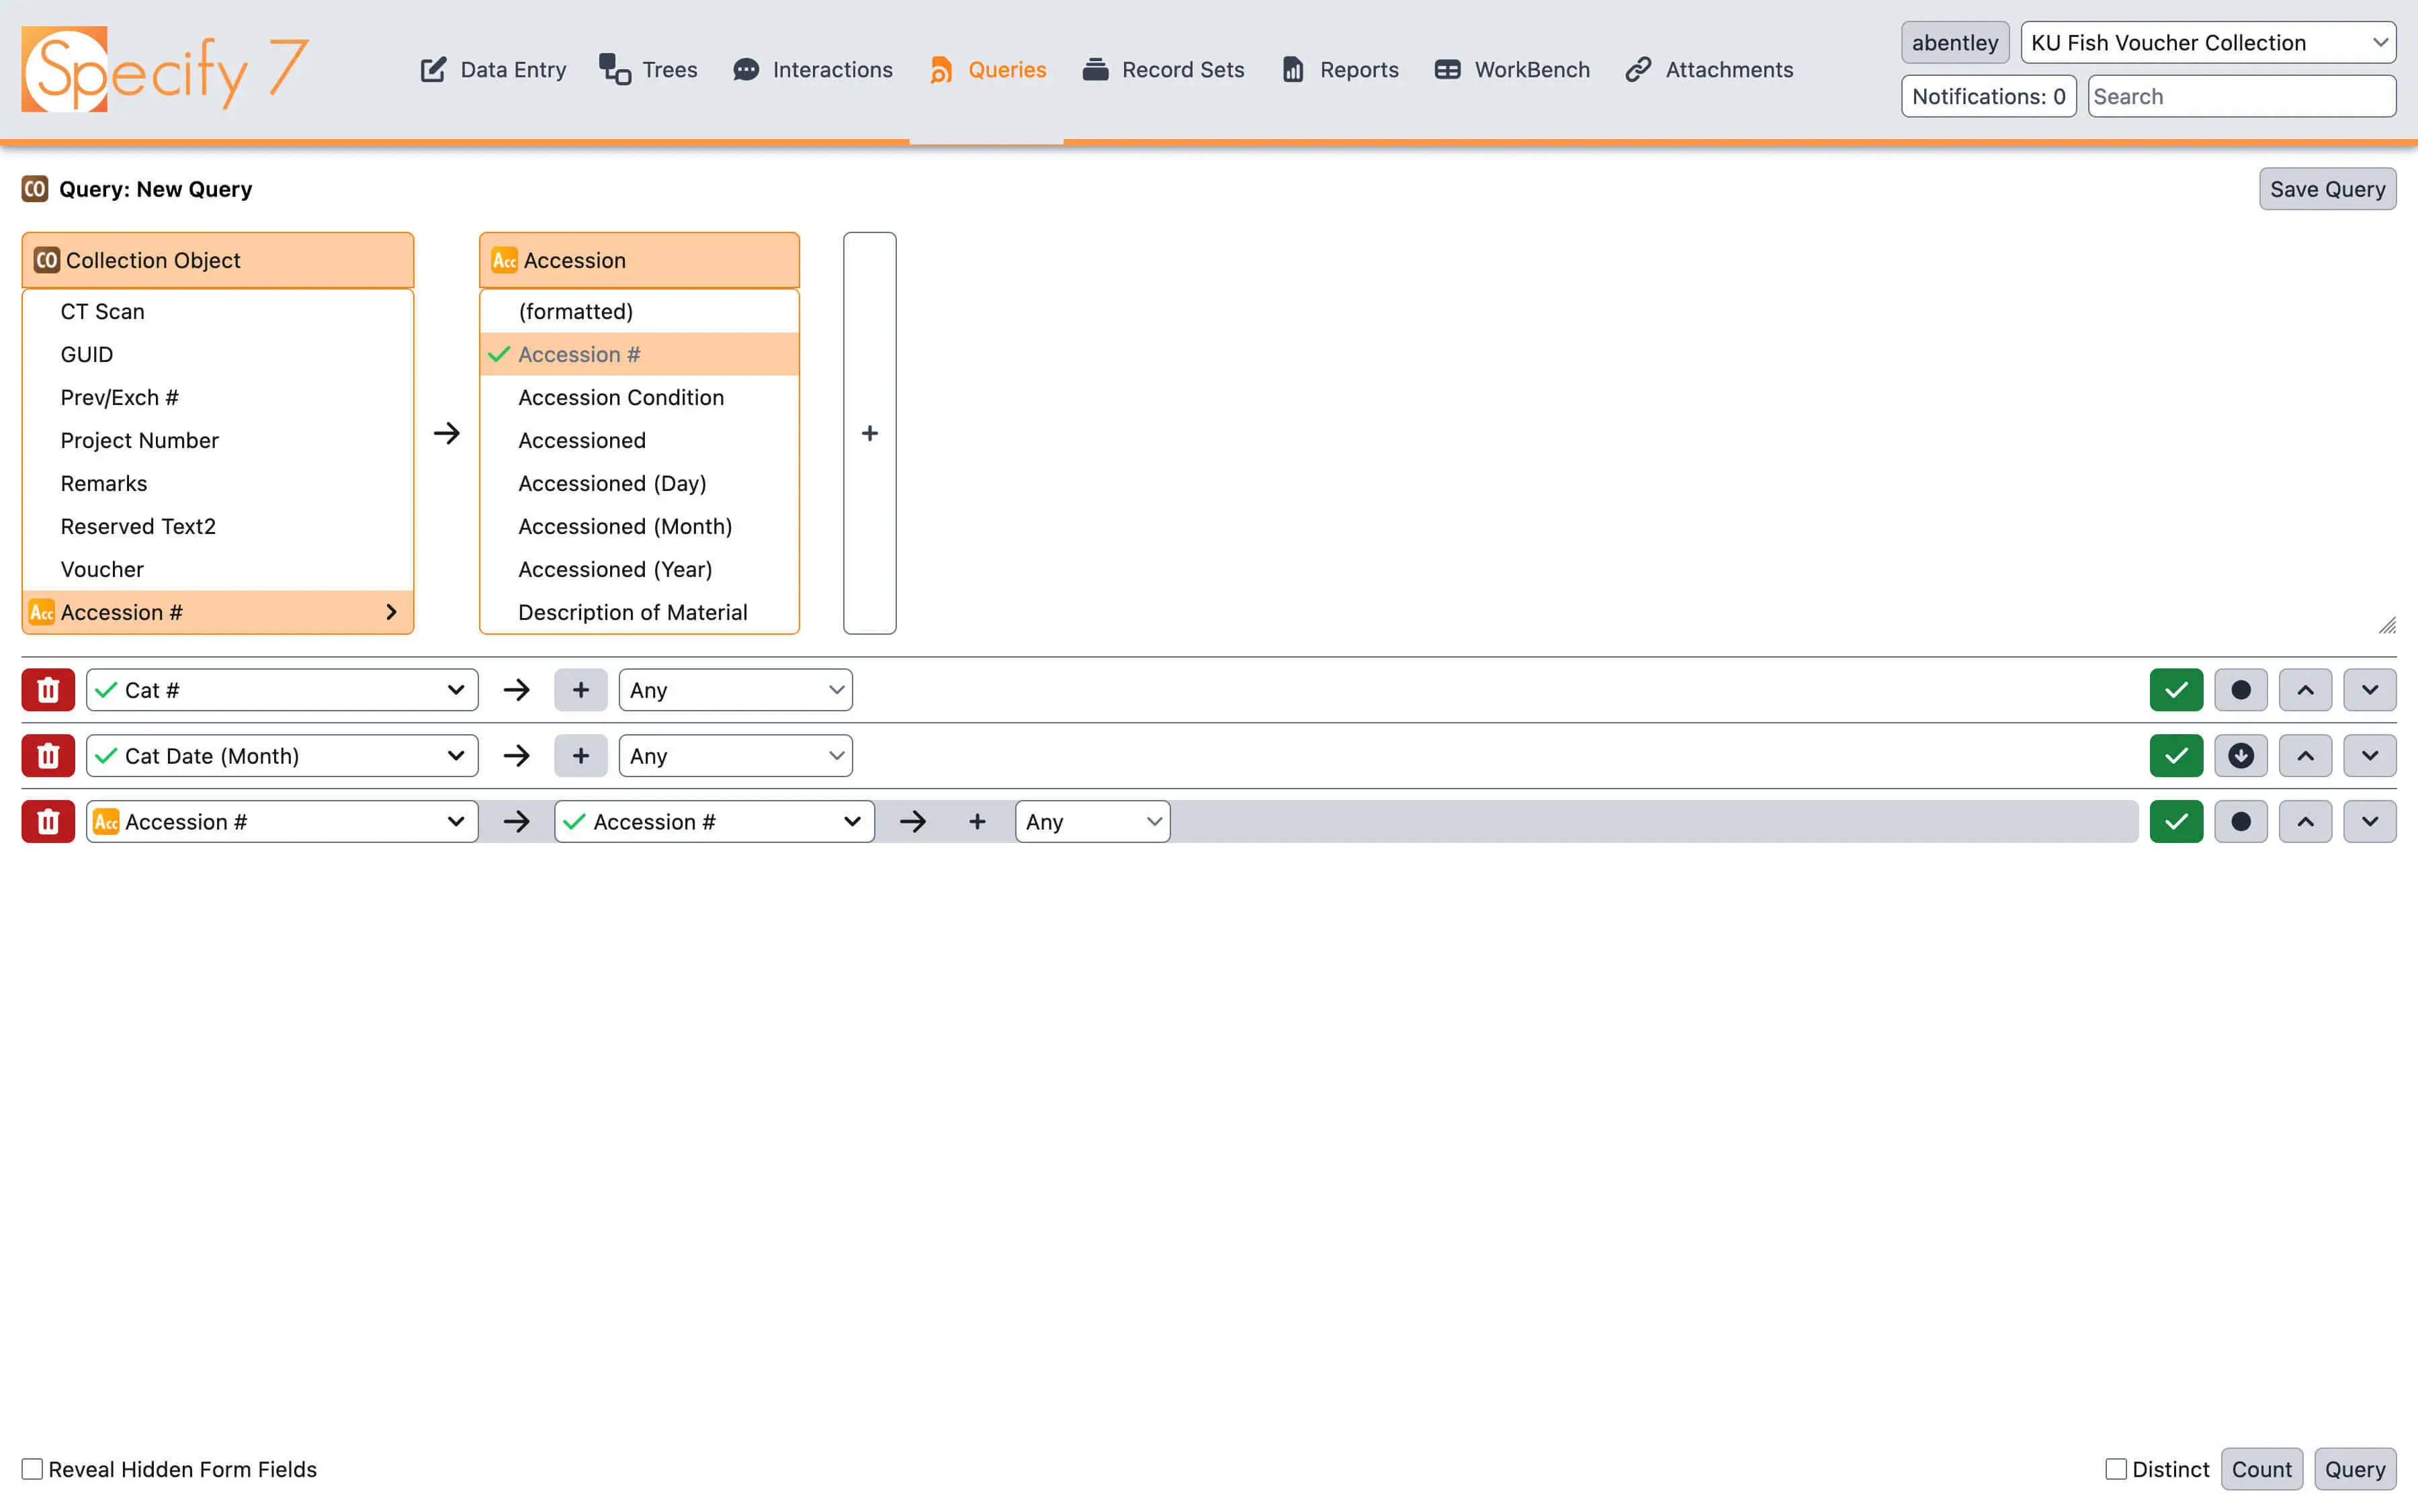 Specify 7
Data Entry
Trees
Interactions
Queries
Record Sets
Reports
WorkBench
Attachments
abentley
KU Fish Voucher Collection
Notifications: 0
Search
CO Query: New Query
Save Query
CO Collection Object
CT Scan
GUID
Prev/Exch #
Project Number
Remarks
Reserved Text2
Voucher
Acc Accession #
Acc Accession
(formatted)
Accession #
Accession Condition
Accessioned
Accessioned (Day)
Accessioned (Month)
Accessioned (Year)
Description of Material
+
Cat # + Any
Cat Date (Month) + Any
Acc Accession # Accession # + Any
Reveal Hidden Form Fields
Distinct
Count
Query